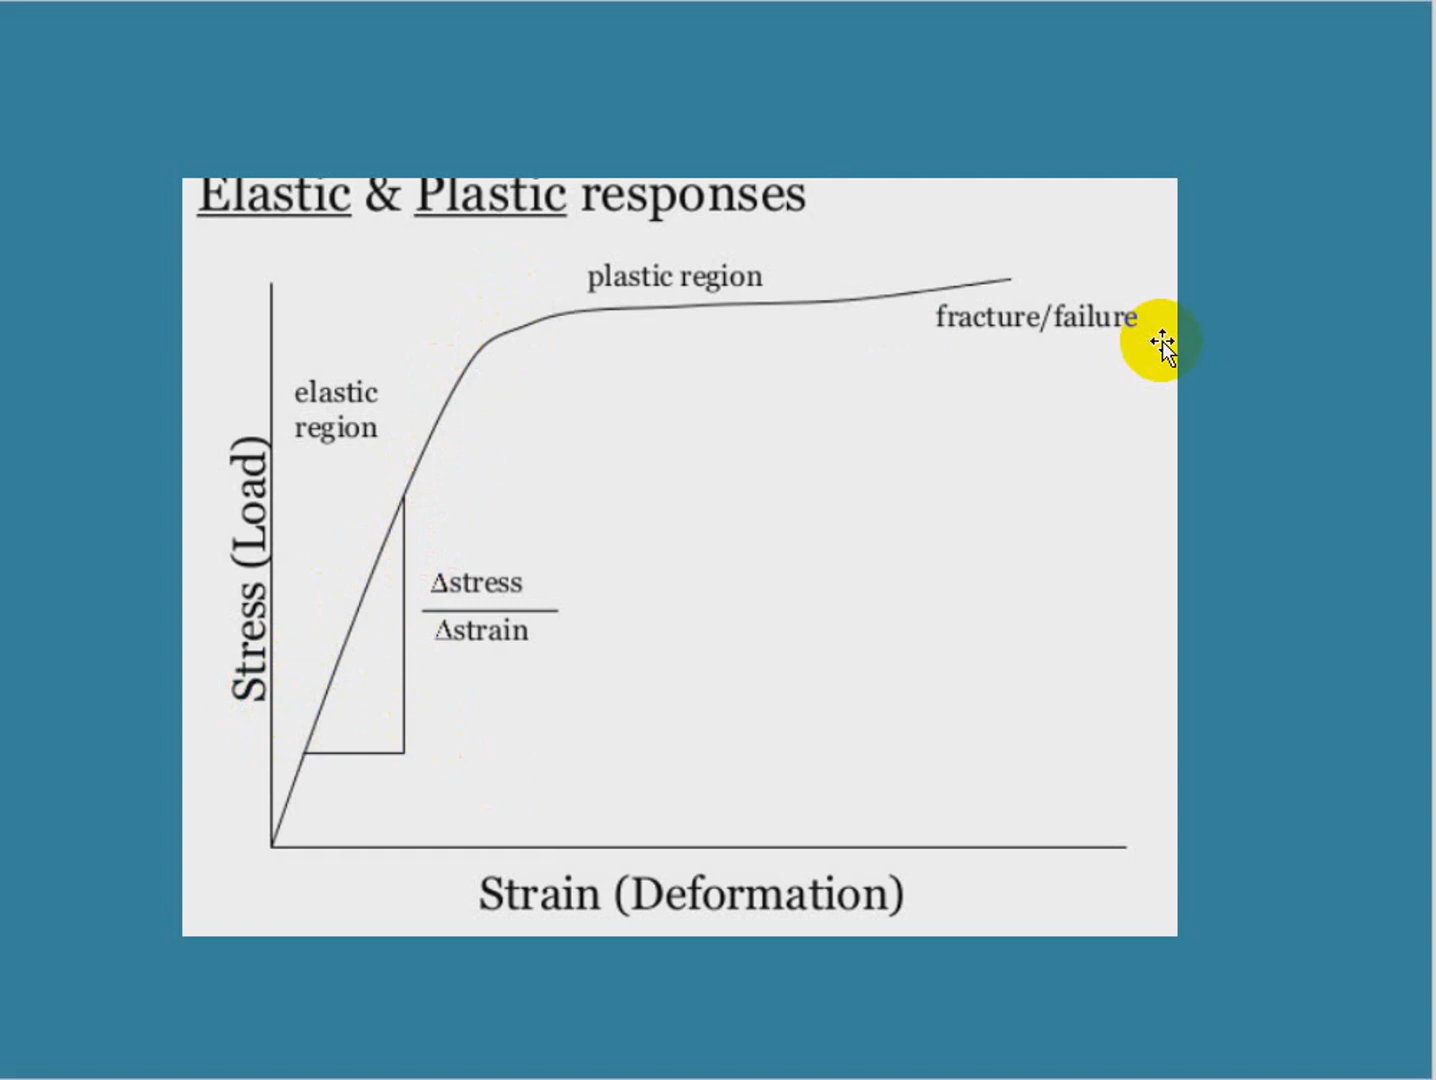 Elastic & Plastic responses
plastic region
fracture/failure
elastic
region
Stress (Load)
Δstress
Δstrain
Strain (Deformation)